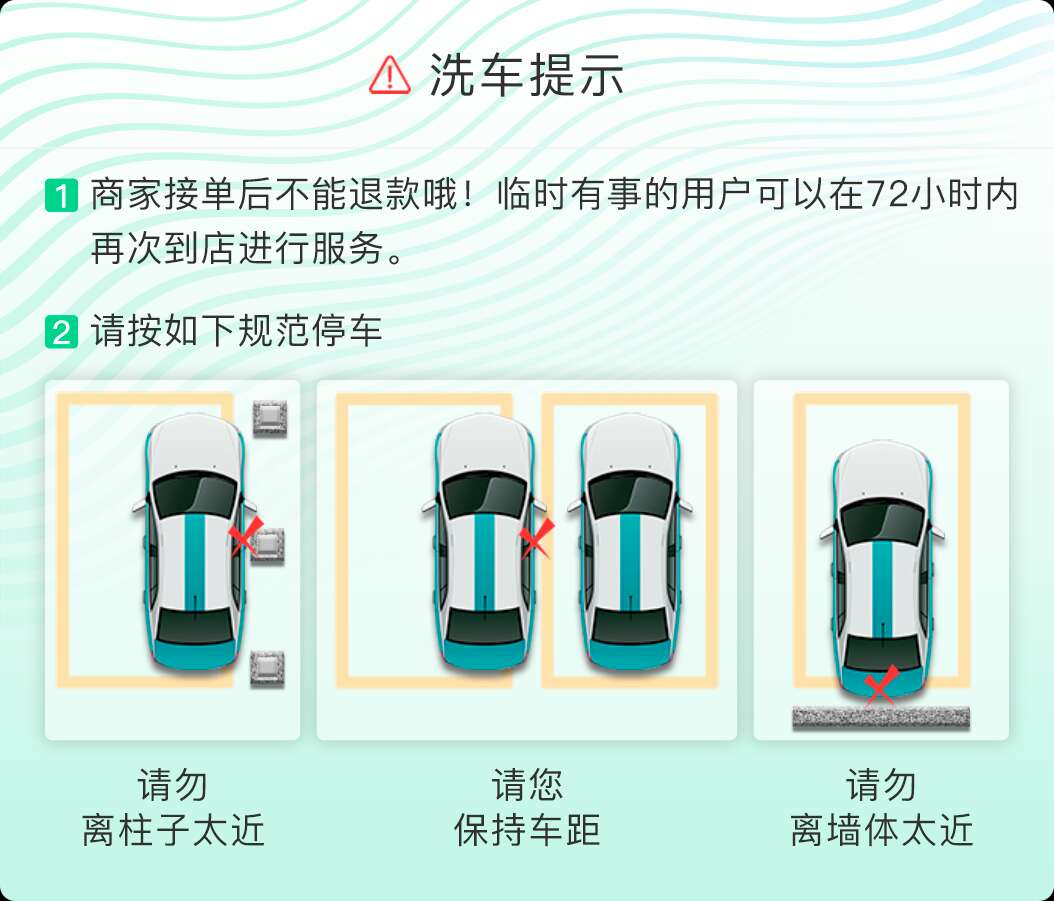 洗车提示
1 商家接单后不能退款哦！临时有事的用户可以在72小时内
再次到店进行服务。
2 请按如下规范停车
请勿
离柱子太近
请您
保持车距
请勿
离墙体太近